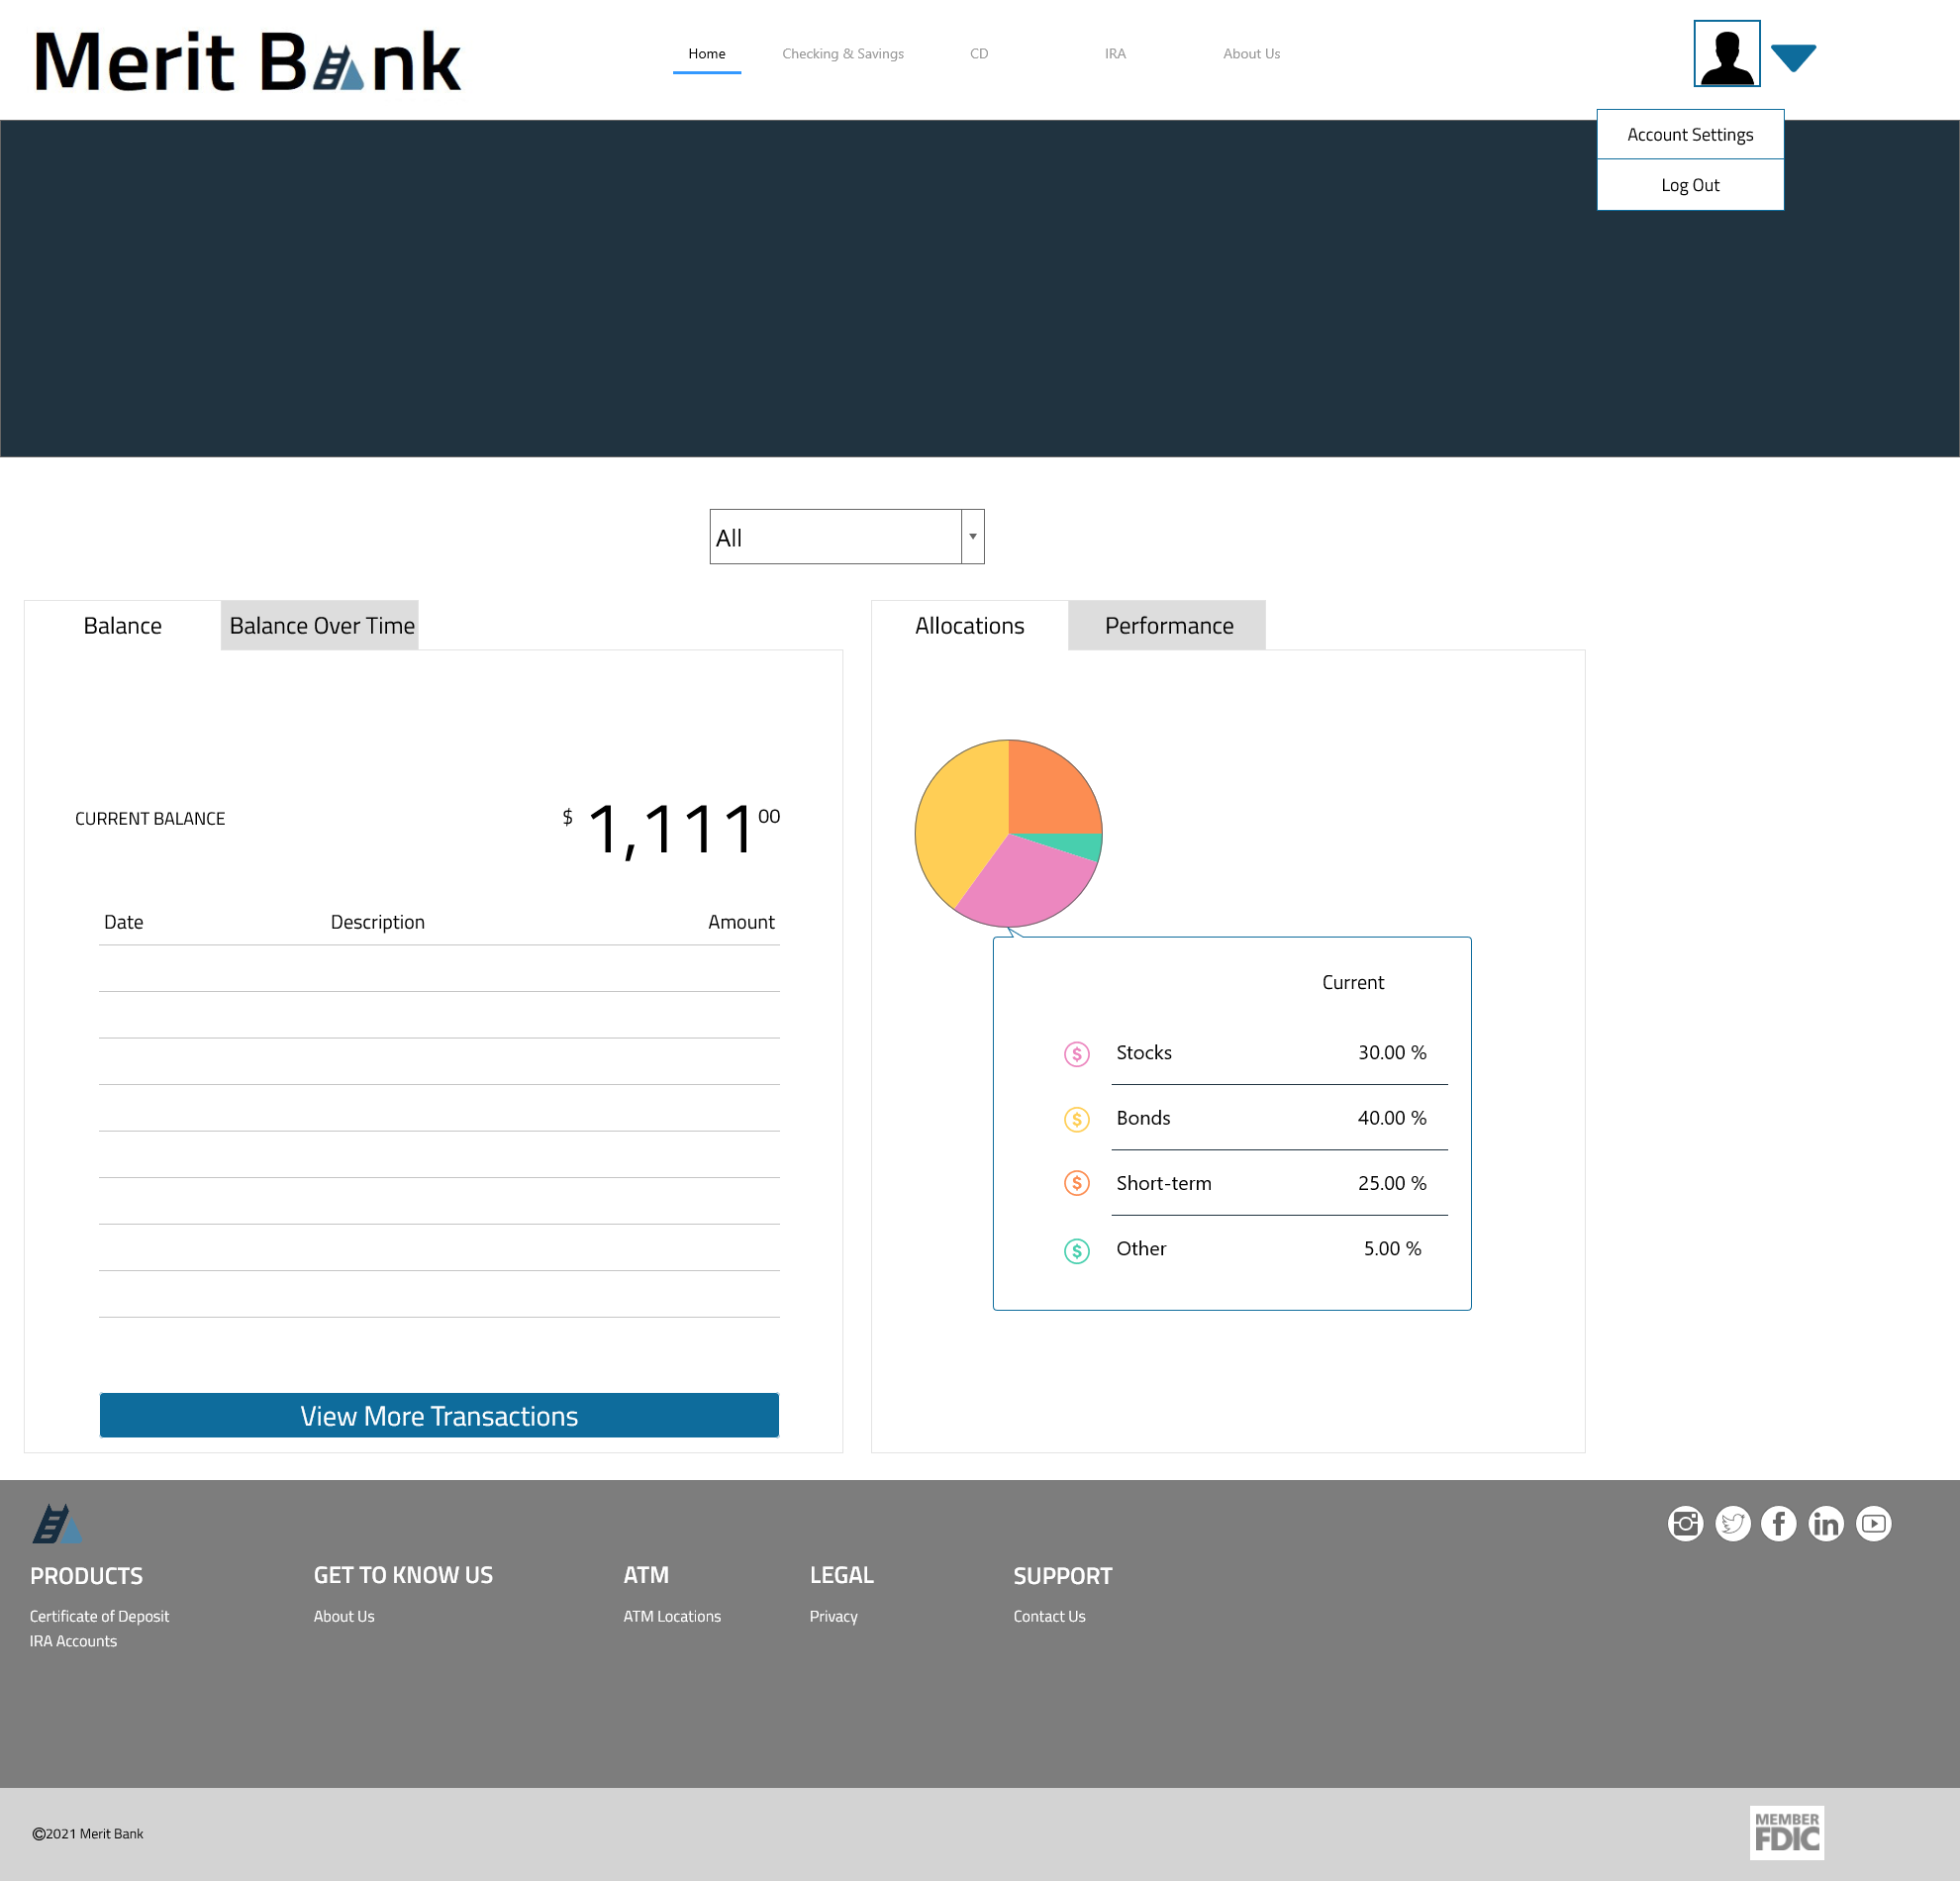 Merit Bank
Home Checking & Savings CD IRA About Us
Account Settings
Log Out
All
Balance Balance Over Time
CURRENT BALANCE $ 1,111 00
Date Description Amount
View More Transactions
Allocations Performance
Current
$ Stocks 30.00 %
$ Bonds 40.00 %
$ Short-term 25.00 %
$ Other 5.00 %
PRODUCTS
Certificate of Deposit
IRA Accounts
GET TO KNOW US
About Us
ATM
ATM Locations
LEGAL
Privacy
SUPPORT
Contact Us
f in
©2021 Merit Bank
MEMBER
FDIC